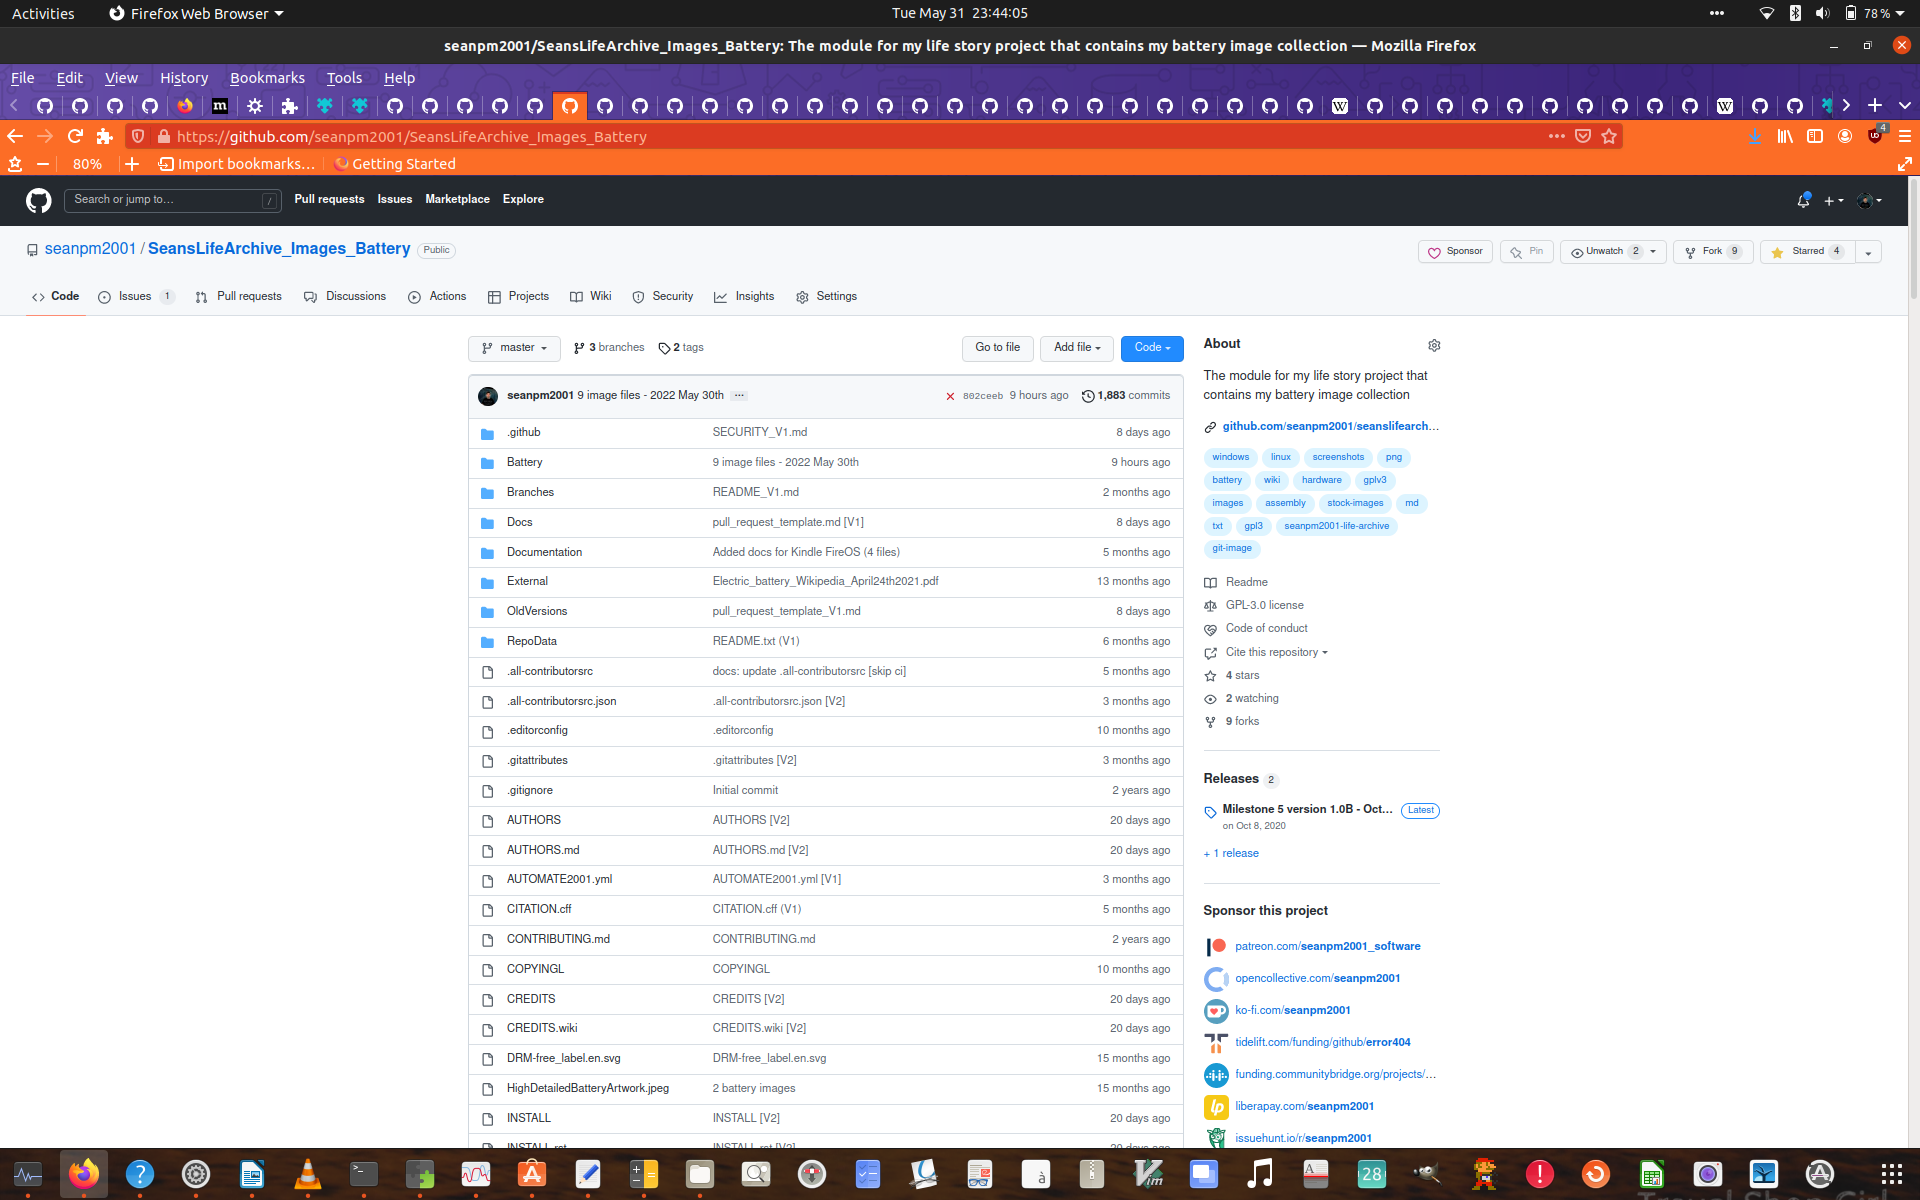 Activities Firefox Web Browser Tue May 31 23:44:05 78%
seanpm2001/SeansLifeArchive_Images_Battery: The module for my life story project that contains my battery image collection — Mozilla Firefox
File Edit View History Bookmarks Tools Help
https://github.com/seanpm2001/SeansLifeArchive_Images_Battery 4
80% Import bookmarks… Getting Started
Search or jump to… / Pull requests Issues Marketplace Explore
seanpm2001 / SeansLifeArchive_Images_Battery Public Sponsor Pin Unwatch 2 Fork 9 Starred 4
Code Issues 1 Pull requests Discussions Actions Projects Wiki Security Insights Settings
master 3 branches 2 tags Go to file Add file Code
seanpm2001 9 image files - 2022 May 30th ... 802ceeb 9 hours ago 1,883 commits
.github SECURITY_V1.md 8 days ago
Battery 9 image files - 2022 May 30th 9 hours ago
Branches README_V1.md 2 months ago
Docs pull_request_template.md [V1] 8 days ago
Documentation Added docs for Kindle FireOS (4 files) 5 months ago
External Electric_battery_Wikipedia_April24th2021.pdf 13 months ago
OldVersions pull_request_template_V1.md 8 days ago
RepoData README.txt (V1) 6 months ago
.all-contributorsrc docs: update .all-contributorsrc [skip ci] 5 months ago
.all-contributorsrc.json .all-contributorsrc.json [V2] 3 months ago
.editorconfig .editorconfig 10 months ago
.gitattributes .gitattributes [V2] 3 months ago
.gitignore Initial commit 2 years ago
AUTHORS AUTHORS [V2] 20 days ago
AUTHORS.md AUTHORS.md [V2] 20 days ago
AUTOMATE2001.yml AUTOMATE2001.yml [V1] 3 months ago
CITATION.cff CITATION.cff (V1) 5 months ago
CONTRIBUTING.md CONTRIBUTING.md 2 years ago
COPYINGL COPYINGL 10 months ago
CREDITS CREDITS [V2] 20 days ago
CREDITS.wiki CREDITS.wiki [V2] 20 days ago
DRM-free_label.en.svg DRM-free_label.en.svg 15 months ago
HighDetailedBatteryArtwork.jpeg 2 battery images 15 months ago
INSTALL INSTALL [V2] 20 days ago
INSTALL.rst INSTALL.rst [V2] 20 days ago
About
The module for my life story project that
contains my battery image collection
github.com/seanpm2001/seanslifearch…
windows linux screenshots png
battery wiki hardware gplv3
images assembly stock-images md
txt gpl3 seanpm2001-life-archive
git-image
Readme
GPL-3.0 license
Code of conduct
Cite this repository
4 stars
2 watching
9 forks
Releases 2
Milestone 5 version 1.0B - Oct... Latest
on Oct 8, 2020
+ 1 release
Sponsor this project
patreon.com/seanpm2001_software
opencollective.com/seanpm2001
ko-fi.com/seanpm2001
tidelift.com/funding/github/error404
funding.communitybridge.org/projects/…
liberapay.com/seanpm2001
issuehunt.io/r/seanpm2001
28